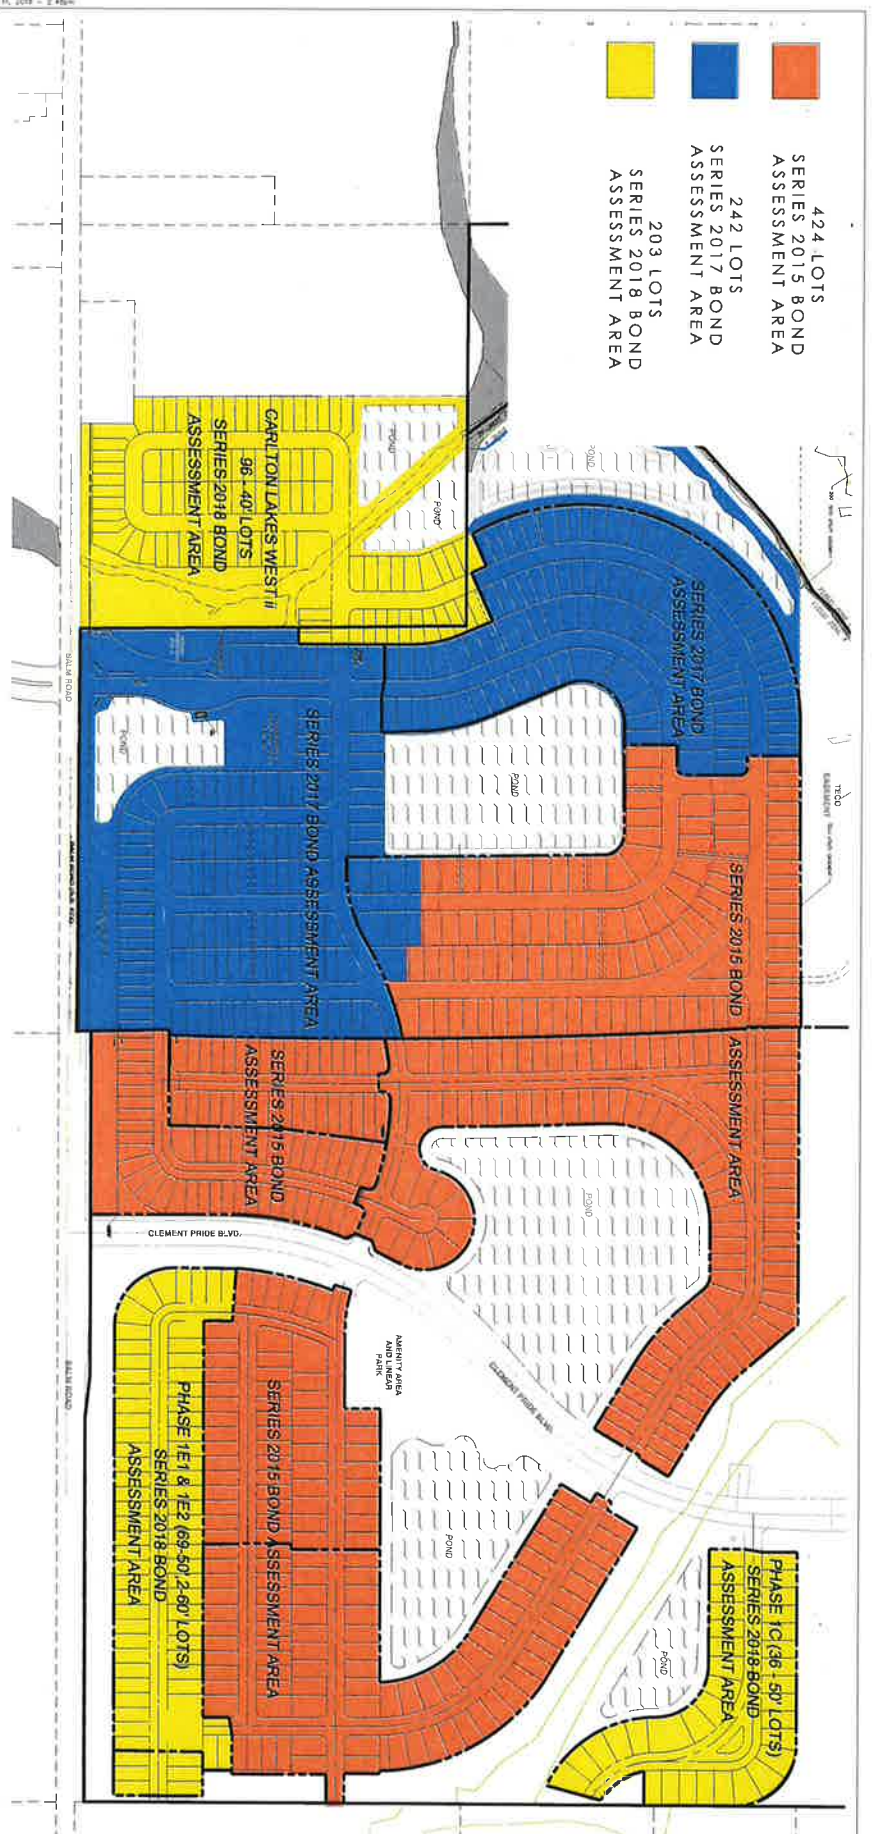 424 LOTS
SERIES 2015 BOND
ASSESSMENT AREA
242 LOTS
SERIES 2017 BOND
ASSESSMENT AREA
203 LOTS
SERIES 2018 BOND
ASSESSMENT AREA
CARLTON LAKES WEST ii
96 - 40' LOTS
SERIES 2018 BOND
ASSESSMENT AREA
POND
POND
POND
SERIES 2017 BOND
ASSESSMENT AREA
TECO
EASEMENT
POND
SERIES 2017 BOND ASSESSMENT AREA
POND
BALM ROAD
SERIES 2015 BOND
ASSESSMENT AREA
SERIES 2015 BOND
ASSESSMENT AREA
POND
CLEMENT PRIDE BLVD.
CLEMENT PRIDE BLVD.
AMENITY AREA
AND LINEAR
PARK
POND
SERIES 2015 BOND ASSESSMENT AREA
PHASE 1E1 & 1E2 (69-50', 2-60' LOTS)
SERIES 2018 BOND
ASSESSMENT AREA
BALM ROAD
PHASE 1C (36 - 50' LOTS)
SERIES 2018 BOND
ASSESSMENT AREA
POND